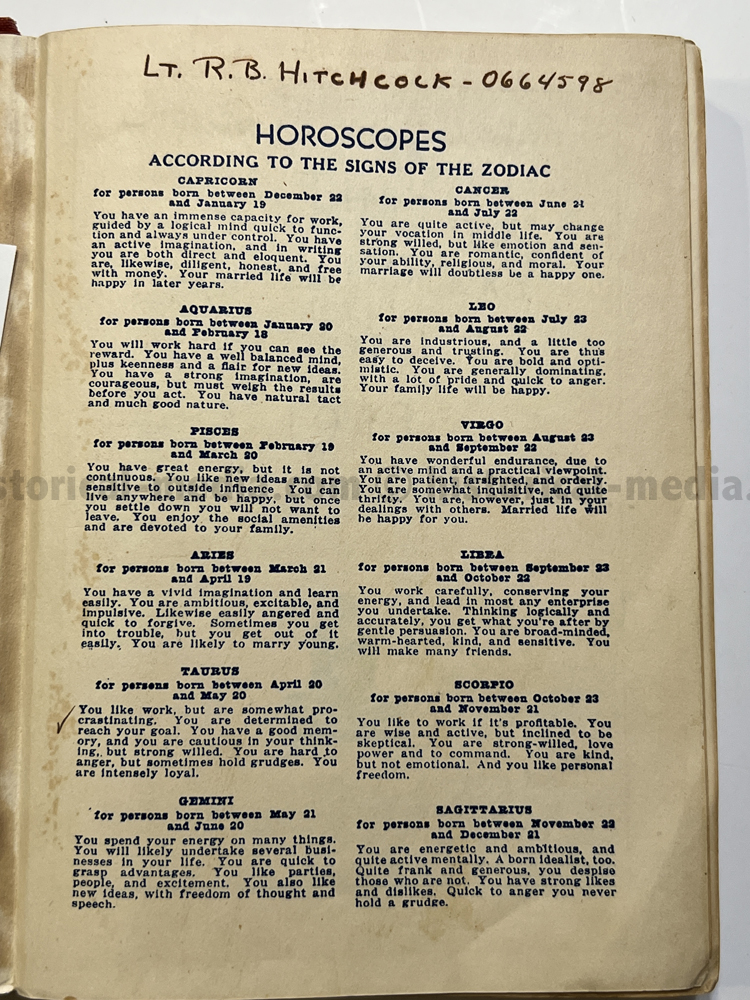 LT. R.B. HITCHCOCK - 0664598
HOROSCOPES
ACCORDING TO THE SIGNS OF THE ZODIAC
CAPRICORN
for persons born between December 22
and January 19
You have an immense capacity for work,
guided by a logical mind quick to func-
tion and always under control. You have
an active imagination, and in writing
you are both direct and eloquent. You
are, likewise, diligent, honest, and free
with money. Your married life will be
happy in later years.
AQUARIUS
for persons born between January 20
and February 18
You will work hard if you can see the
reward. You have a well balanced mind,
plus keenness and a flair for new ideas.
You have a strong imagination, are
courageous, but must weigh the results
before you act. You have natural tact
and much good nature.
PISCES
for persons born between February 19
and March 20
You have great energy, but it is not
continuous. You like new ideas and are
sensitive to outside influence You can
live anywhere and be happy, but once
you settle down you will not want to
leave. You enjoy the social amenities
and are devoted to your family.
ARIES
for persons born between March 21
and April 19
You have a vivid imagination and learn
easily. You are ambitious, excitable, and
impulsive. Likewise easily angered and
quick to forgive. Sometimes you get
into trouble, but you get out of it
easily. You are likely to marry young.
TAURUS
for persons born between April 20
and May 20
You like work, but are somewhat pro-
crastinating. You are determined to
reach your goal. You have a good mem-
ory, and you are cautious in your think-
ing, but strong willed. You are hard to
anger, but sometimes hold grudges. You
are intensely loyal.
GEMINI
for persons born between May 21
and June 20
You spend your energy on many things.
You will likely undertake several busi-
nesses in your life. You are quick to
grasp advantages. You like parties,
people, and excitement. You also like
new ideas, with freedom of thought and
speech.
CANCER
for persons born between June 21
and July 22
You are quite active, but may change
your vocation in middle life. You are
strong willed, but like emotion and sen-
sation. You are romantic, confident of
your ability, religious, and moral. Your
marriage will doubtless be a happy one.
LEO
for persons born between July 23
and August 22
You are industrious, and a little too
generous and trusting. You are thus
easy to deceive. You are bold and opti-
mistic. You are generally dominating,
with a lot of pride and quick to anger.
Your family life will be happy.
VIRGO
for persons born between August 23
and September 22
You have wonderful endurance, due to
an active mind and a practical viewpoint.
You are patient, farsighted, and orderly.
You are somewhat inquisitive, and quite
thrifty. You are, however, just in your
dealings with others. Married life will
be happy for you.
LIBRA
for persons born between September 23
and October 22
You work carefully, conserving your
energy, and lead in most any enterprise
you undertake. Thinking logically and
accurately, you get what you're after by
gentle persuasion. You are broad-minded,
warm-hearted, kind, and sensitive. You
will make many friends.
SCORPIO
for persons born between October 23
and November 21
You like to work if it's profitable. You
are wise and active, but inclined to be
skeptical. You are strong-willed, love
power and to command. You are kind,
but not emotional. And you like personal
freedom.
SAGITTARIUS
for persons born between November 22
and December 21
You are energetic and ambitious, and
quite active mentally. A born idealist, too.
Quite frank and generous, you despise
those who are not. You have strong likes
and dislikes. Quick to anger you never
hold a grudge.